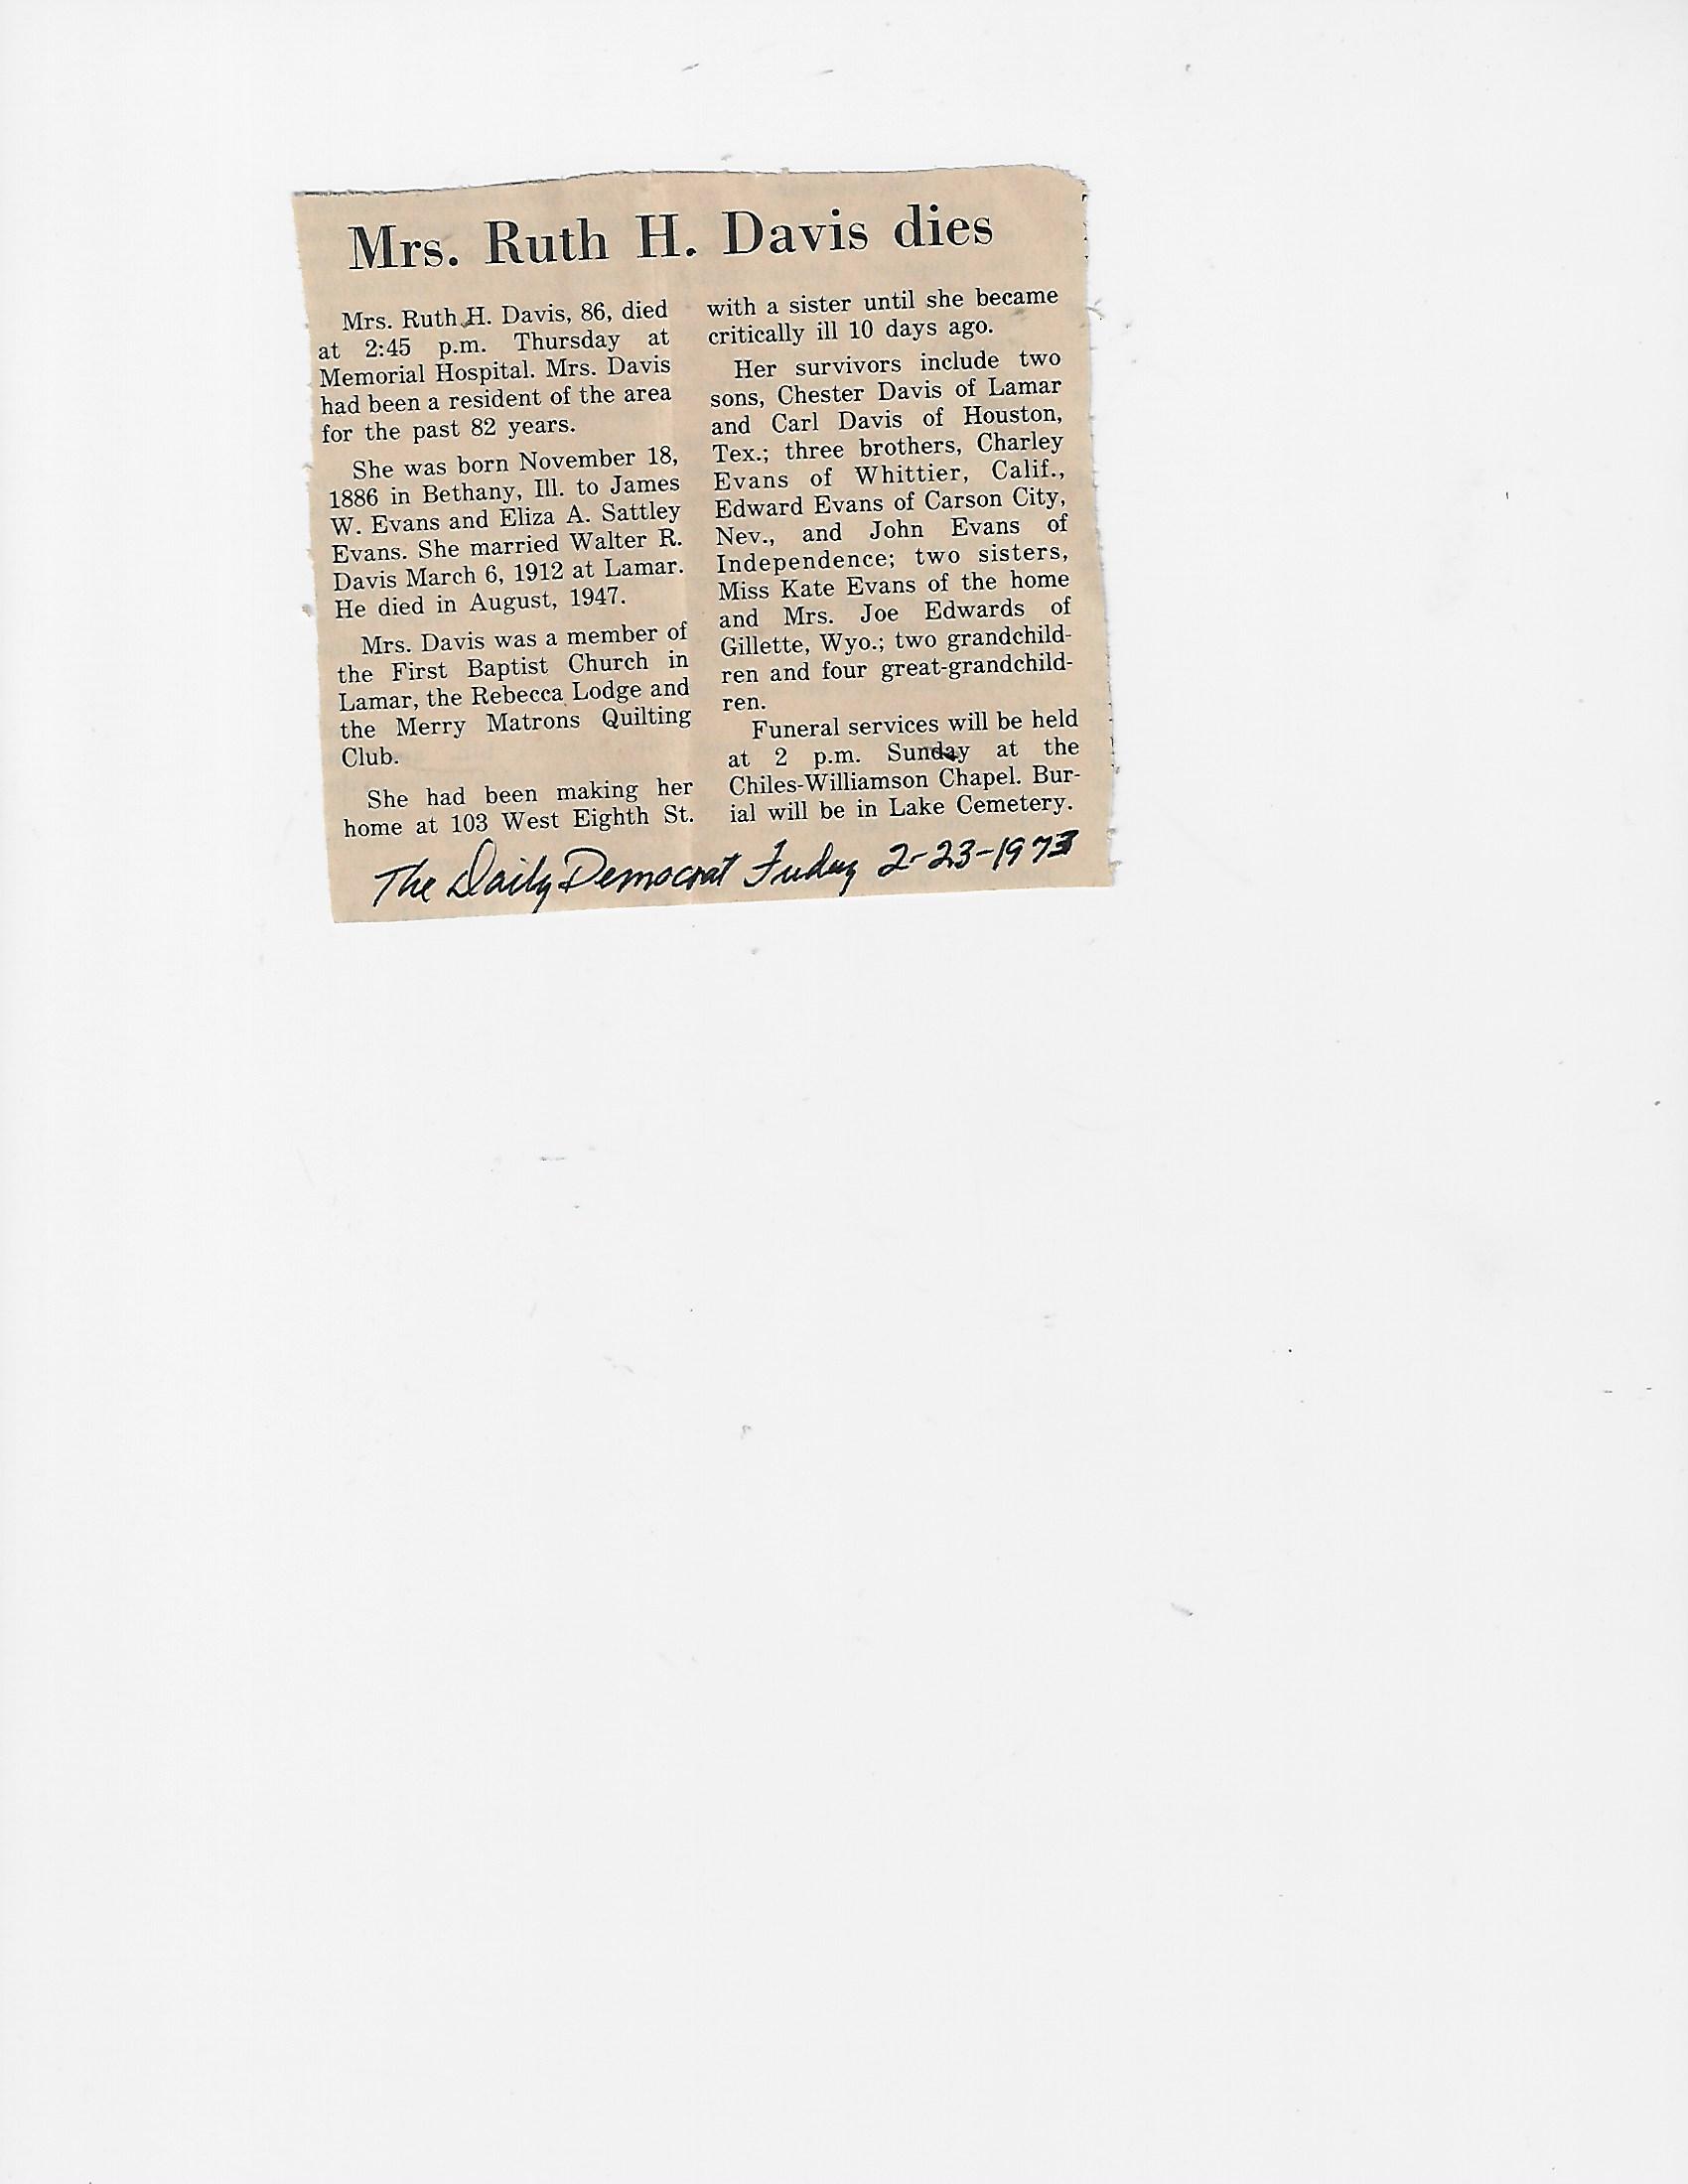 Mrs. Ruth H. Davis dies
Mrs. Ruth H. Davis, 86, died
at 2:45 p.m. Thursday at
Memorial Hospital. Mrs. Davis
had been a resident of the area
for the past 82 years.
She was born November 18,
1886 in Bethany, Ill. to James
W. Evans and Eliza A. Sattley
Evans. She married Walter R.
Davis March 6, 1912 at Lamar.
He died in August, 1947.
Mrs. Davis was a member of
the First Baptist Church in
Lamar, the Rebecca Lodge and
the Merry Matrons Quilting
Club.
She had been making her
home at 103 West Eighth St.
with a sister until she became
critically ill 10 days ago.
Her survivors include two
sons, Chester Davis of Lamar
and Carl Davis of Houston,
Tex.; three brothers, Charley
Evans of Whittier, Calif.,
Edward Evans of Carson City,
Nev., and John Evans of
Independence; two sisters,
Miss Kate Evans of the home
and Mrs. Joe Edwards of
Gillette, Wyo.; two grandchild-
ren and four great-grandchild-
ren.
Funeral services will be held
at 2 p.m. Sunday at the
Chiles-Williamson Chapel. Bur-
ial will be in Lake Cemetery.
The Daily Democrat Friday 2-23-1973